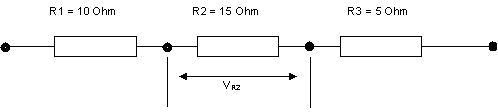 R1 = 10 Ohm R2 = 15 Ohm R3 = 5 Ohm
VR2